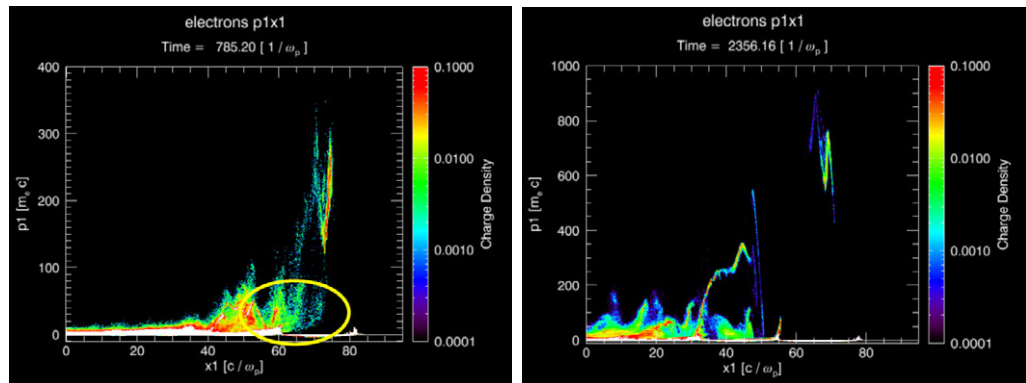 electrons p1x1
Time = 785.20 [ 1 / ωp ]
400
300
200
100
0
p1 [me c]
0 20 40 60 80
x1 [c / ωp]
0.1000
0.0100
0.0010
0.0001
Charge Density
electrons p1x1
Time = 2356.16 [ 1 / ωp ]
1000
800
600
400
200
0
p1 [me c]
0 20 40 60 80
x1 [c / ωp]
0.1000
0.0100
0.0010
0.0001
Charge Density